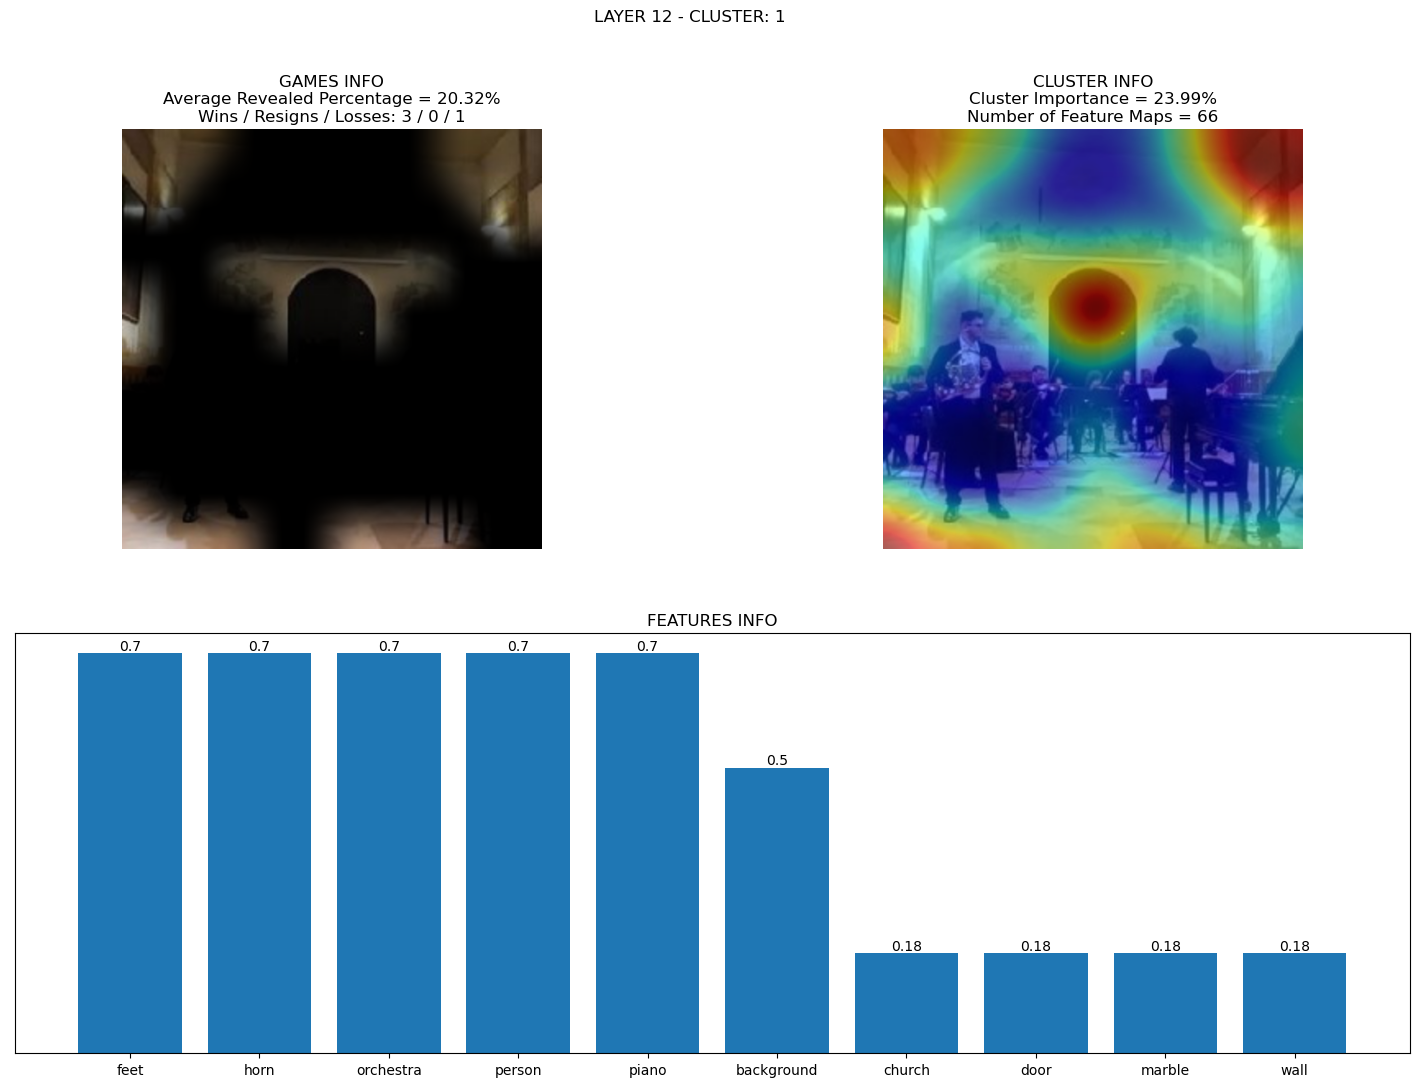 LAYER 12 - CLUSTER: 1
GAMES INFO
Average Revealed Percentage = 20.32%
Wins / Resigns / Losses: 3 / 0 / 1
CLUSTER INFO
Cluster Importance = 23.99%
Number of Feature Maps = 66
FEATURES INFO
0.7 0.7 0.7 0.7 0.7 0.5 0.18 0.18 0.18 0.18
feet horn orchestra person piano background church door marble wall